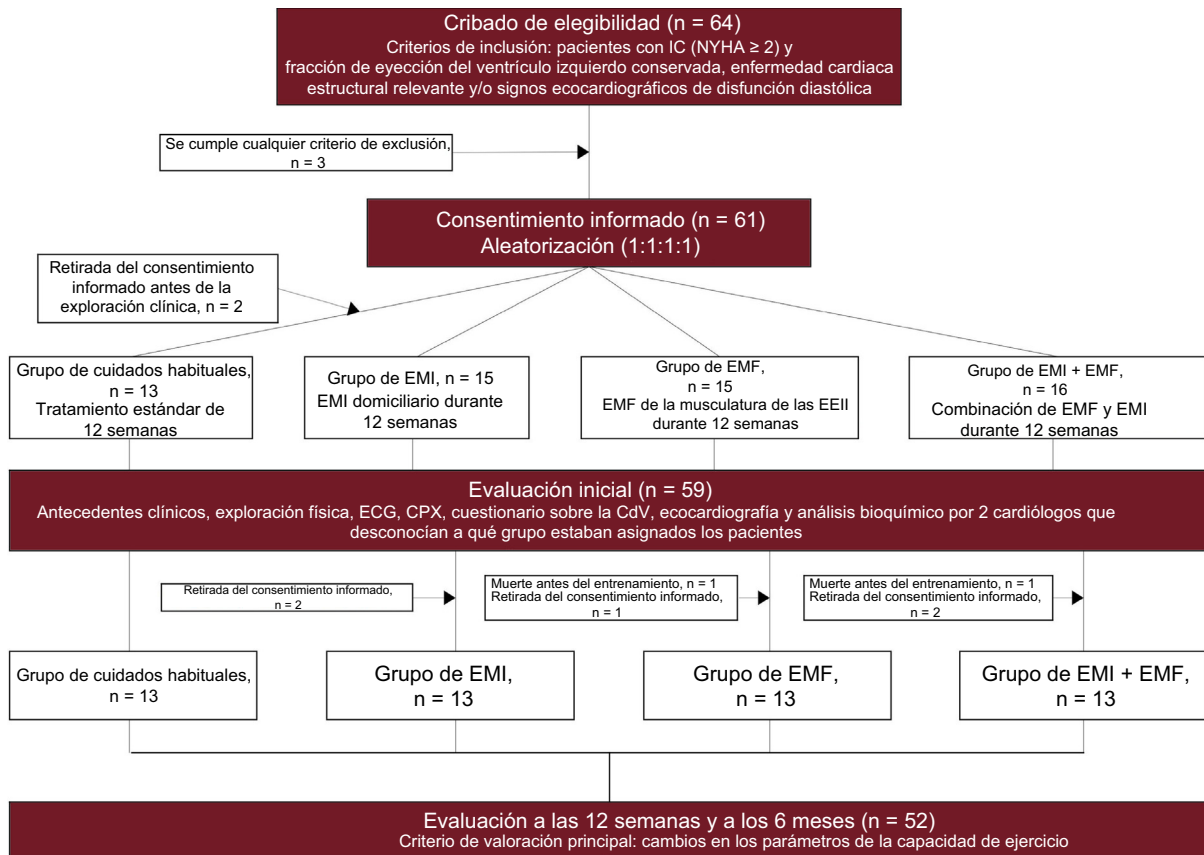 Cribado de elegibilidad (n = 64)
Criterios de inclusión: pacientes con IC (NYHA ≥ 2) y
fracción de eyección del ventrículo izquierdo conservada, enfermedad cardiaca
estructural relevante y/o signos ecocardiográficos de disfunción diastólica
Se cumple cualquier criterio de exclusión,
n = 3
Consentimiento informado (n = 61)
Aleatorización (1:1:1:1)
Retirada del consentimiento
informado antes de la
exploración clínica, n = 2
Grupo de cuidados habituales,
n = 13
Tratamiento estándar de
12 semanas
Grupo de EMI, n = 15
EMI domiciliario durante
12 semanas
Grupo de EMF,
n = 15
EMF de la musculatura de las EEII
durante 12 semanas
Grupo de EMI + EMF,
n = 16
Combinación de EMF y EMI
durante 12 semanas
Evaluación inicial (n = 59)
Antecedentes clínicos, exploración física, ECG, CPX, cuestionario sobre la CdV, ecocardiografía y análisis bioquímico por 2 cardiólogos que
desconocían a qué grupo estaban asignados los pacientes
Retirada del consentimiento informado,
n = 2
Muerte antes del entrenamiento, n = 1
Retirada del consentimiento informado,
n = 1
Muerte antes del entrenamiento, n = 1
Retirada del consentimiento informado,
n = 2
Grupo de cuidados habituales,
n = 13
Grupo de EMI,
n = 13
Grupo de EMF,
n = 13
Grupo de EMI + EMF,
n = 13
Evaluación a las 12 semanas y a los 6 meses (n = 52)
Criterio de valoración principal: cambios en los parámetros de la capacidad de ejercicio